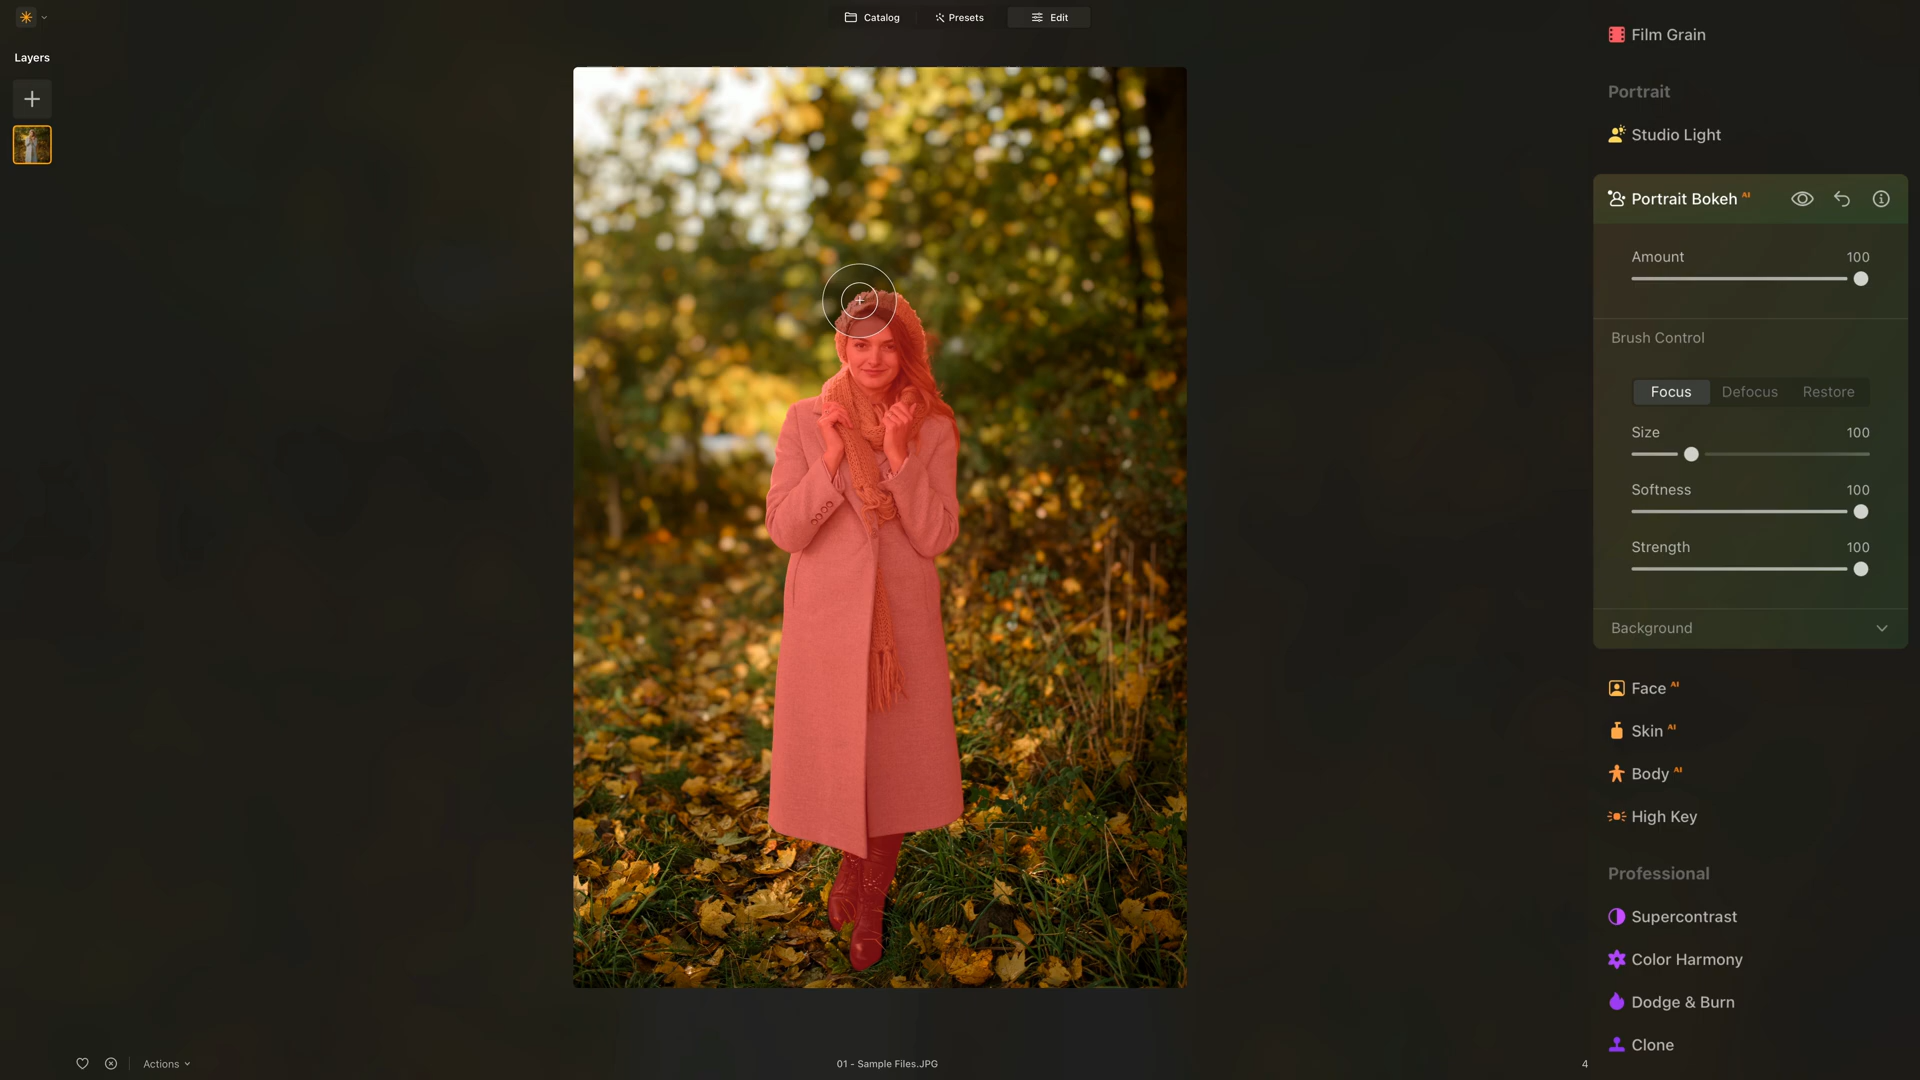 Catalog
Presets
Edit
Layers
Film Grain
Portrait
Studio Light
Portrait Bokeh AI
Amount 100
Brush Control
Focus Defocus Restore
Size 100
Softness 100
Strength 100
Background
Face AI
Skin AI
Body AI
High Key
Professional
Supercontrast
Color Harmony
Dodge & Burn
Clone
Actions
01 - Sample Files.JPG
4